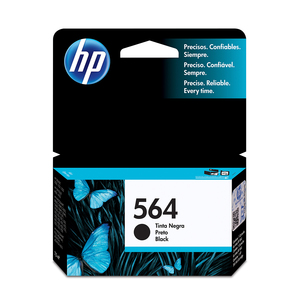 hp
Precisos. Confiables.
Siempre.
Preciso. Confiável.
Sempre.
Precise. Reliable.
Every time.
564
Tinta Negra
Preto
Black